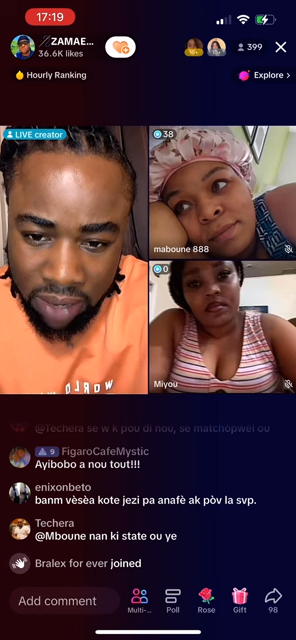 17:19
ZAMAE...
36.6K likes
399
Hourly Ranking
Explore >
LIVE creator
38
maboune 888
0
Miyou
WORLD
@Techera se w k pou di nou, se matchopwel ou
9 FigaroCafeMystic
Ayibobo a nou tout!!!
enixonbeto
banm vèsèa kote jezi pa anafè ak pòv la svp.
Techera
@Mboune nan ki state ou ye
Bralex for ever joined
Add comment
Multi-...
Poll
Rose
Gift
98